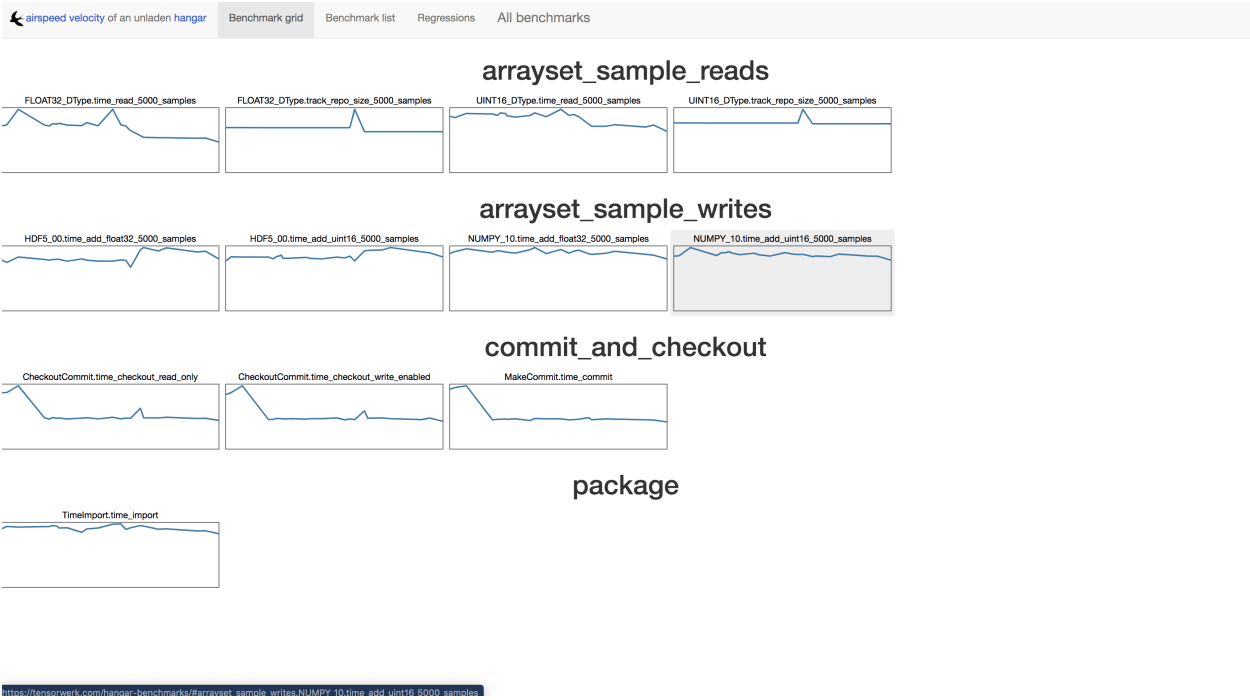 airspeed velocity of an unladen hangar Benchmark grid Benchmark list Regressions All benchmarks
arrayset_sample_reads
FLOAT32_DType.time_read_5000_samples FLOAT32_DType.track_repo_size_5000_samples UINT16_DType.time_read_5000_samples UINT16_DType.track_repo_size_5000_samples
arrayset_sample_writes
HDF5_00.time_add_float32_5000_samples HDF5_00.time_add_uint16_5000_samples NUMPY_10.time_add_float32_5000_samples NUMPY_10.time_add_uint16_5000_samples
commit_and_checkout
CheckoutCommit.time_checkout_read_only CheckoutCommit.time_checkout_write_enabled MakeCommit.time_commit
package
TimeImport.time_import
https://tensorwerk.com/hangar-benchmarks/#arrayset_sample_writes.NUMPY_10.time_add_uint16_5000_samples